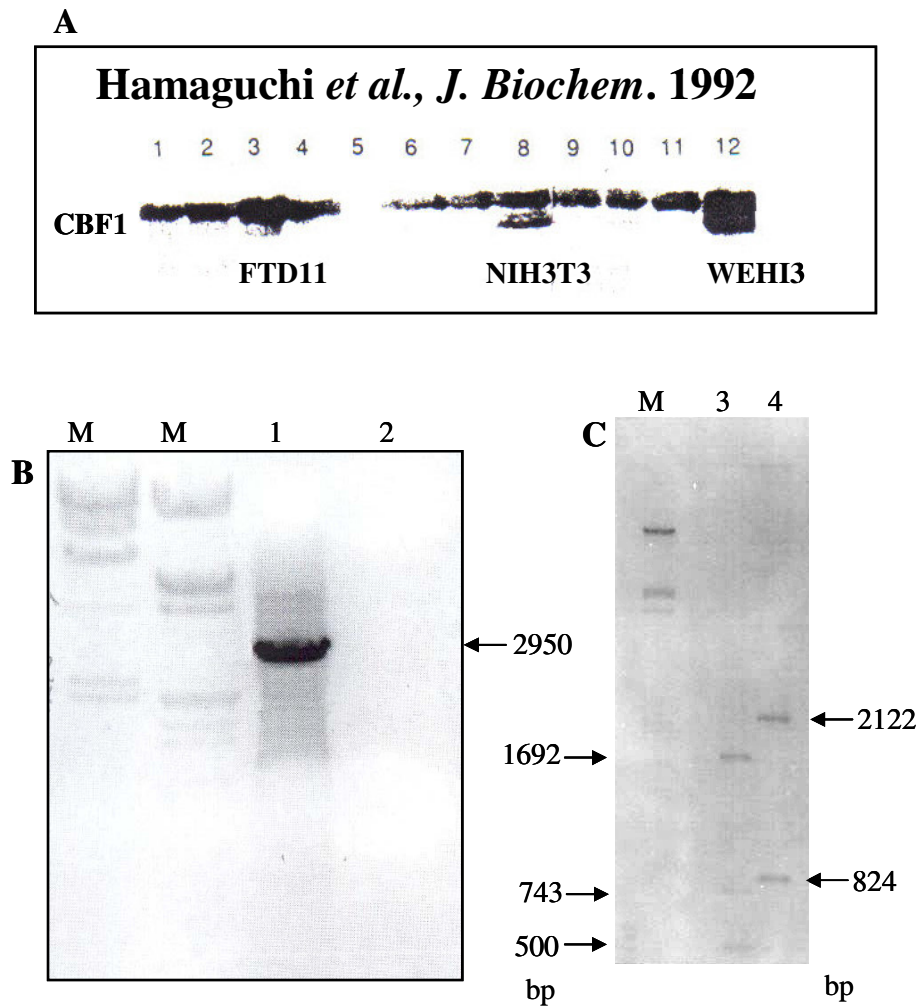 A
Hamaguchi et al., J. Biochem. 1992
1 2 3 4 5 6 7 8 9 10 11 12
CBF1
FTD11 NIH3T3 WEHI3
B
M M 1 2
2950
C
M 3 4
2122
1692
824
743
500
bp bp